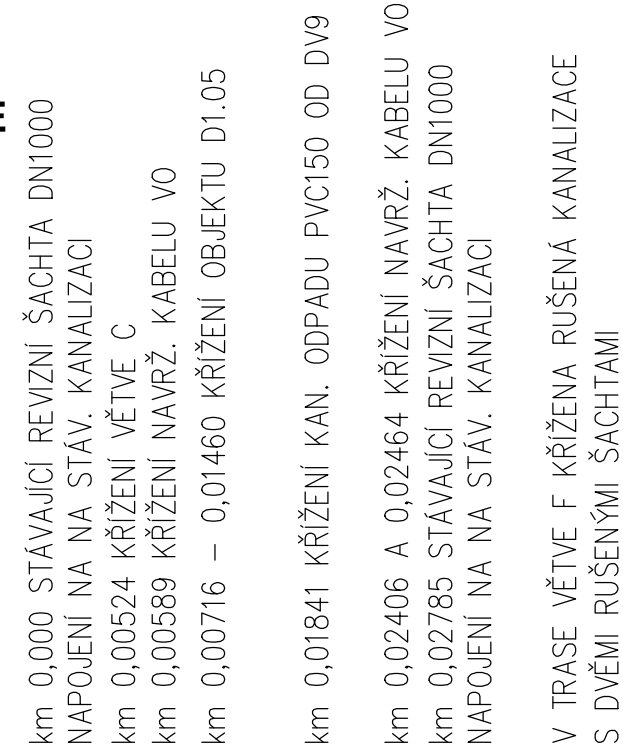 km 0,000 STÁVAJÍCÍ REVIZNÍ ŠACHTA DN1000
NAPOJENÍ NA NA STÁV. KANALIZACI
km 0,00524 KŘÍŽENÍ VĚTVE C
km 0,00589 KŘÍŽENÍ NAVRŽ. KABELU VO
km 0,00716 – 0,01460 KŘÍŽENÍ OBJEKTU D1.05
km 0,01841 KŘÍŽENÍ KAN. ODPADU PVC150 OD DV9
km 0,02406 A 0,02464 KŘÍŽENÍ NAVRŽ. KABELU VO
km 0,02785 STÁVAJÍCÍ REVIZNÍ ŠACHTA DN1000
NAPOJENÍ NA NA STÁV. KANALIZACI
V TRASE VĚTVE F KŘÍŽENA RUŠENÁ KANALIZACE
S DVĚMI RUŠENÝMI ŠACHTAMI